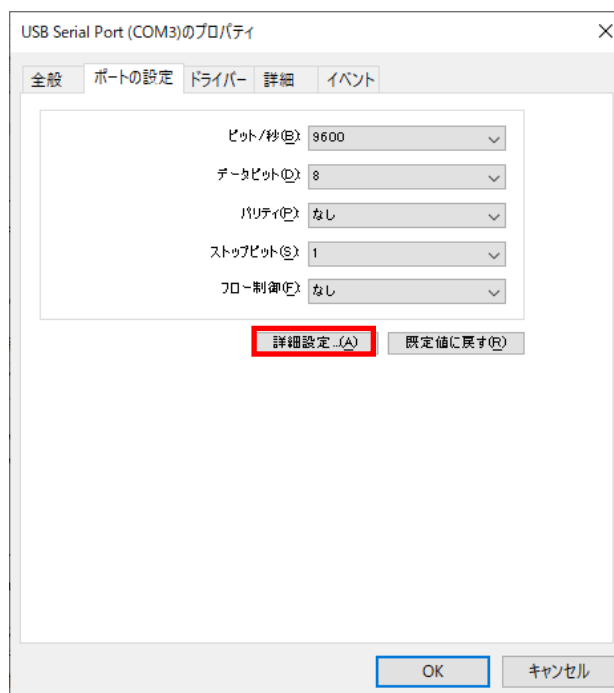 USB Serial Port (COM3)のプロパティ
全般 ポートの設定 ドライバー 詳細 イベント
ビット/秒(B): 9600
データビット(D): 8
パリティ(P): なし
ストップビット(S): 1
フロー制御(F): なし
詳細設定...(A) 既定値に戻す(R)
OK キャンセル